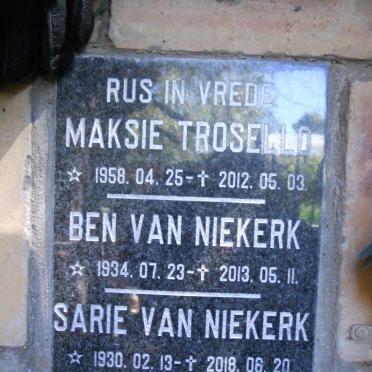 RUS IN VREDE
MAKSIE TROSELLO
☆ 1958. 04. 25-✝ 2012. 05. 03.
BEN VAN NIEKERK
☆ 1934. 07. 23-✝ 2013. 05. 11.
SARIE VAN NIEKERK
☆ 1930. 02. 13-✝ 2018. 06. 20